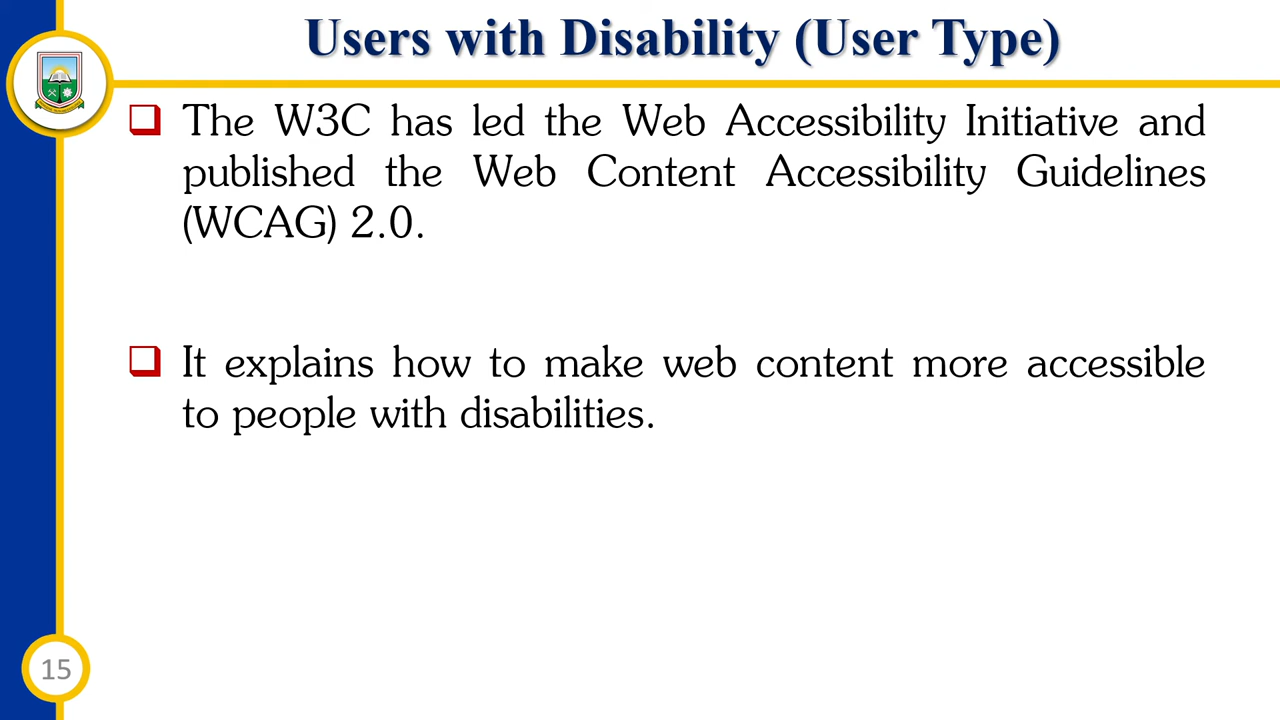 Users with Disability (User Type)
The W3C has led the Web Accessibility Initiative and
published the Web Content Accessibility Guidelines
(WCAG) 2.0.
It explains how to make web content more accessible
to people with disabilities.
15